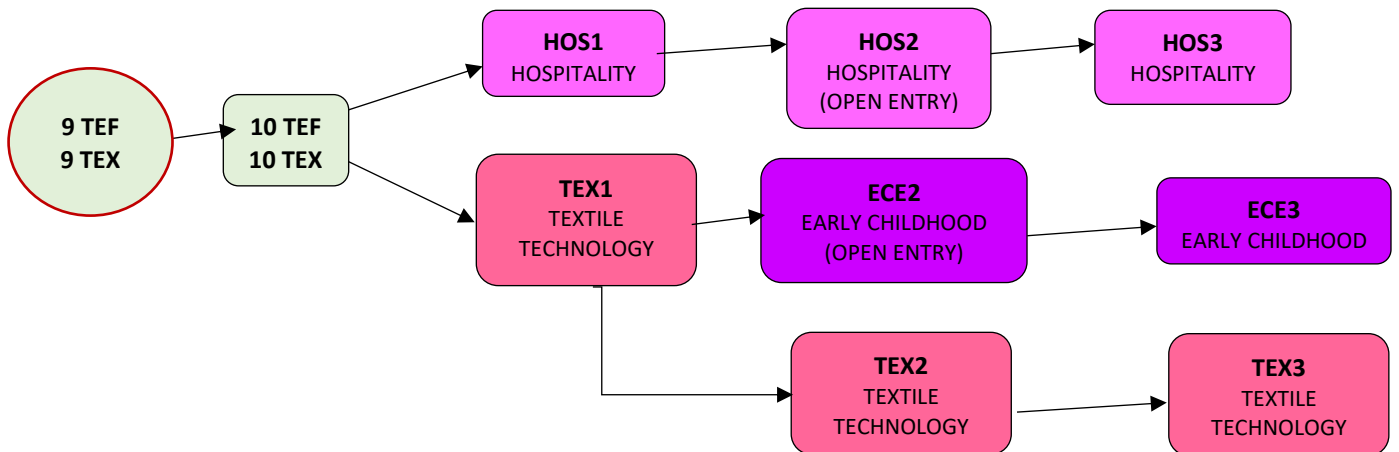 9 TEF
9 TEX
10 TEF
10 TEX
HOS1
HOSPITALITY
HOS2
HOSPITALITY
(OPEN ENTRY)
HOS3
HOSPITALITY
TEX1
TEXTILE
TECHNOLOGY
ECE2
EARLY CHILDHOOD
(OPEN ENTRY)
ECE3
EARLY CHILDHOOD
TEX2
TEXTILE
TECHNOLOGY
TEX3
TEXTILE
TECHNOLOGY